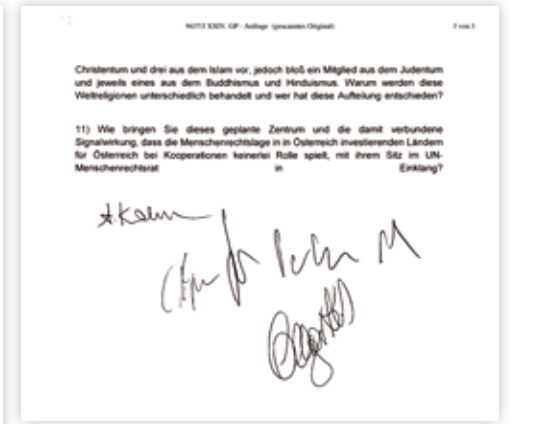 XXIV. GP - Anfrage (gescanntes Original)
3 von 3
Christentum und drei aus dem Islam vor, jedoch bloß ein Mitglied aus dem Judentum
und jeweils eines aus dem Buddhismus und Hinduismus. Warum werden diese
Weltreligionen unterschiedlich behandelt und wer hat diese Aufteilung entschieden?
11) Wie bringen Sie dieses geplante Zentrum und die damit verbundene
Signalwirkung, dass die Menschenrechtslage in in Österreich investierenden Ländern
für Österreich bei Kooperationen keinerlei Rolle spielt, mit ihrem Sitz im UN-
Menschenrechtsrat in Einklang?